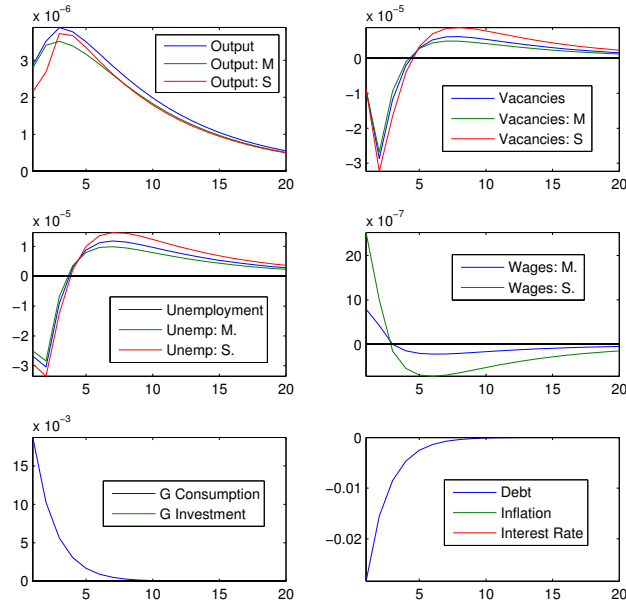 x 10⁻⁶
3
2
1
0
5 10 15 20
Output
Output: M
Output: S
x 10⁻⁵
0
−1
−2
−3
5 10 15 20
Vacancies
Vacancies: M
Vacancies: S
x 10⁻⁵
1
0
−1
−2
−3
5 10 15 20
Unemployment
Unemp: M.
Unemp: S.
x 10⁻⁷
20
10
0
−10
5 10 15 20
Wages: M.
Wages: S.
x 10⁻³
15
10
5
0
5 10 15 20
G Consumption
G Investment
0
−0.01
−0.02
5 10 15 20
Debt
Inflation
Interest Rate